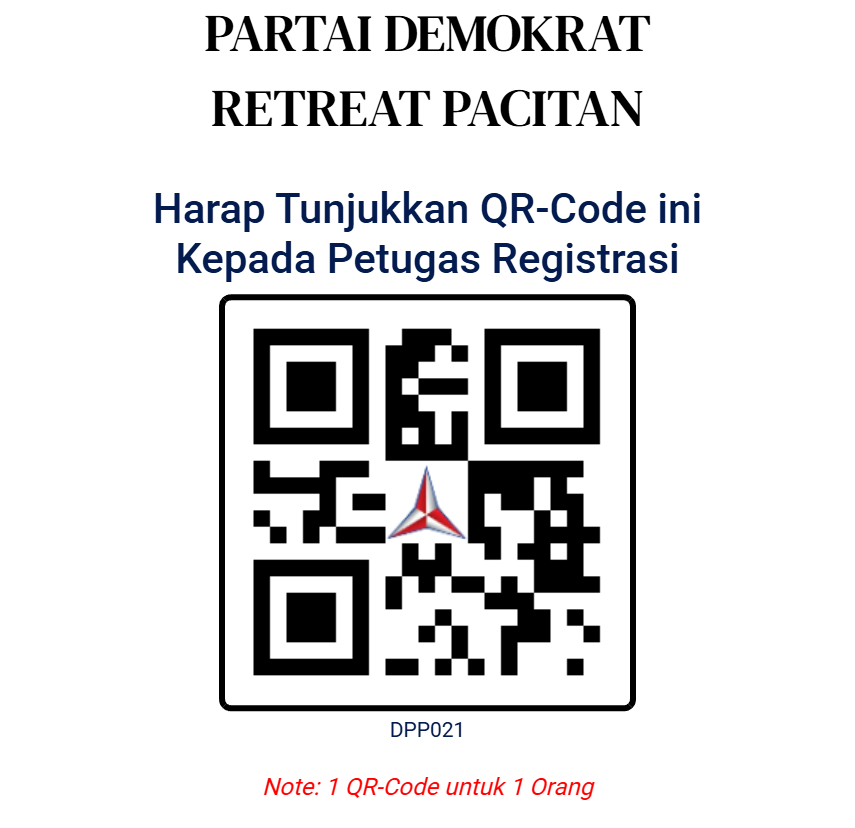 PARTAI DEMOKRAT
RETREAT PACITAN
Harap Tunjukkan QR-Code ini
Kepada Petugas Registrasi
DPP021
Note: 1 QR-Code untuk 1 Orang